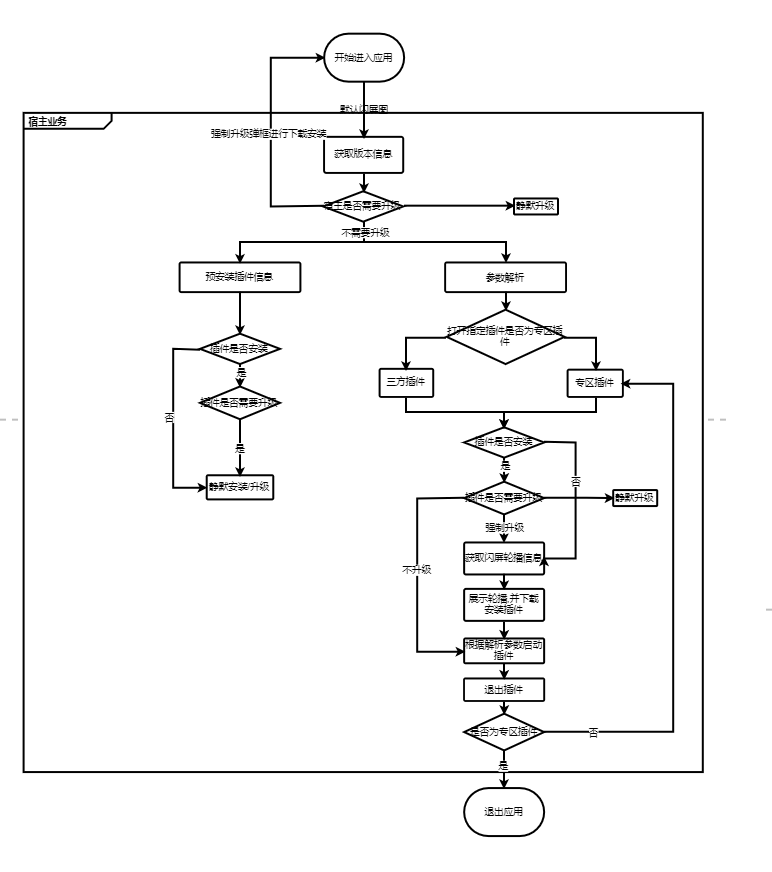 开始进入应用
默认闪屏图
宿主业务
强制升级弹框进行下载安装
获取版本信息
宿主是否需要升级
静默升级
不需要升级
预安装插件信息
参数解析
打开指定插件是否为专区插
件
插件是否安装
是
三方插件
专区插件
插件是否需要升级
否
插件是否安装
是
是
否
静默安装/升级
插件是否需要升级
静默升级
强制升级
获取闪屏轮播信息
不升级
展示轮播,并下载
安装插件
根据解析参数启动
插件
退出插件
是否为专区插件
否
是
退出应用